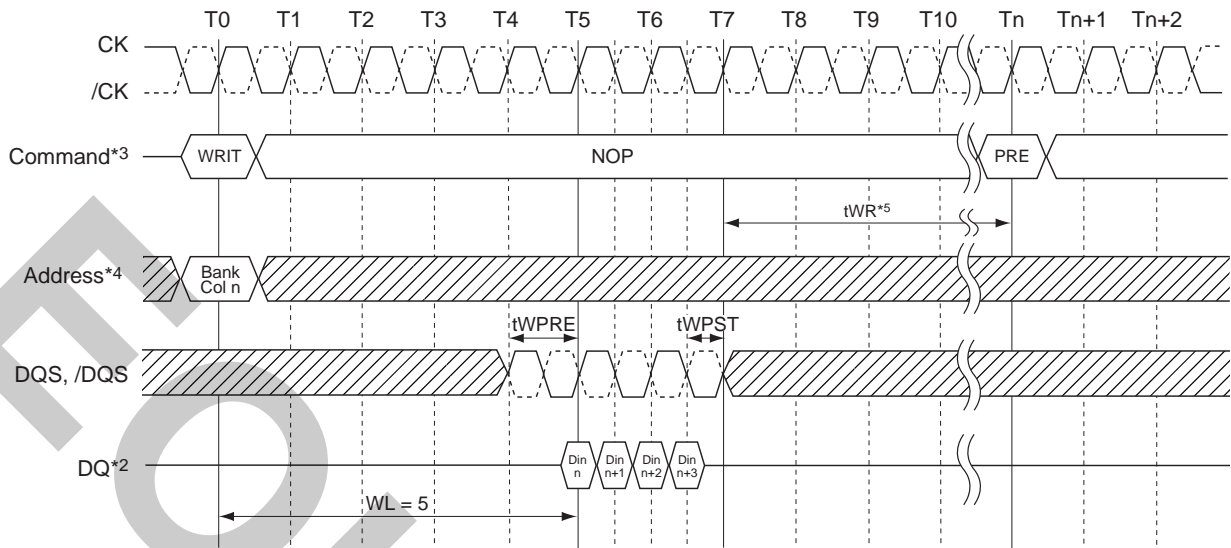 T0 T1 T2 T3 T4 T5 T6 T7 T8 T9 T10 Tn Tn+1 Tn+2
CK
/CK
Command*3 WRIT NOP PRE
tWR*5
Address*4 Bank
Col n
tWPRE tWPST
DQS, /DQS
DQ*2 Din Din Din Din
n n+1 n+2 n+3
WL = 5